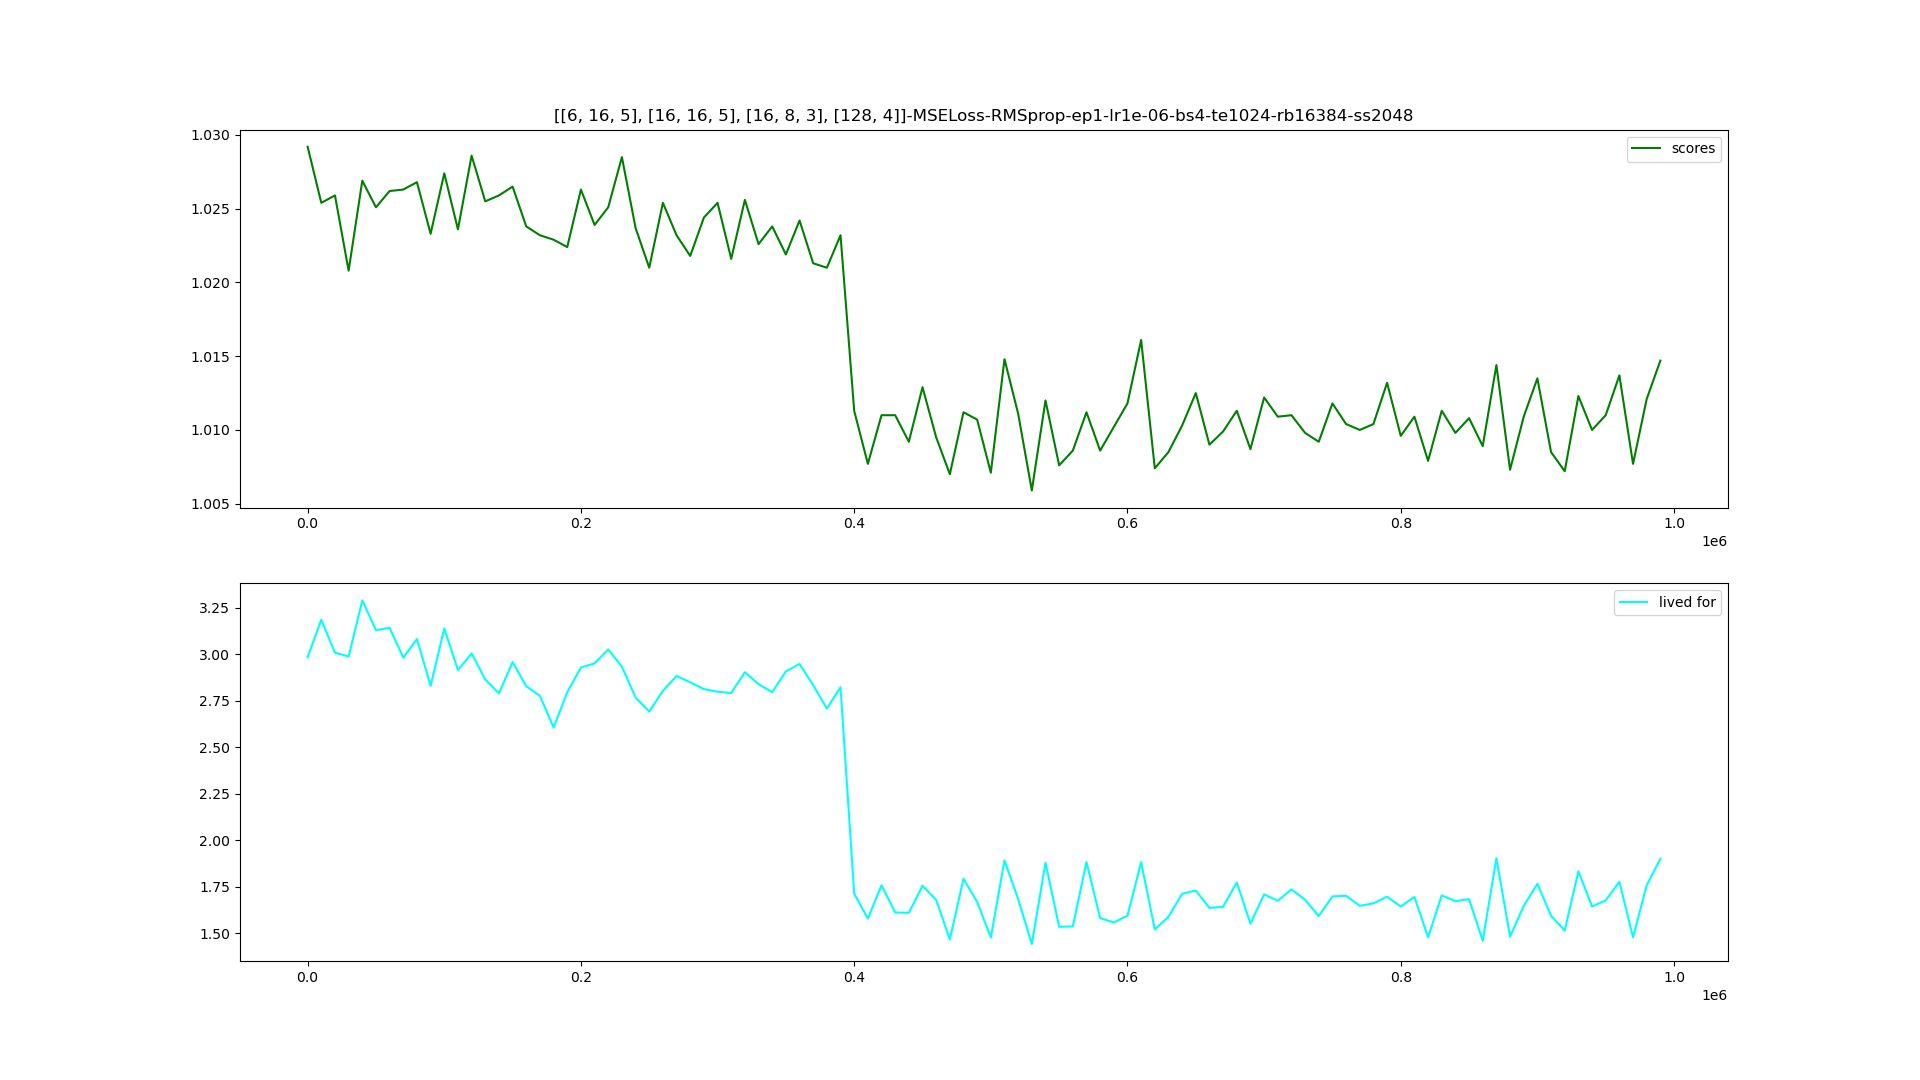 [[6, 16, 5], [16, 16, 5], [16, 8, 3], [128, 4]]-MSELoss-RMSprop-ep1-lr1e-06-bs4-te1024-rb16384-ss2048
1.030
scores
1.025
1.020
1.015
1.010
1.005
0.0 0.2 0.4 0.6 0.8 1.0
1e6
lived for
3.25
3.00
2.75
2.50
2.25
2.00
1.75
1.50
0.0 0.2 0.4 0.6 0.8 1.0
1e6